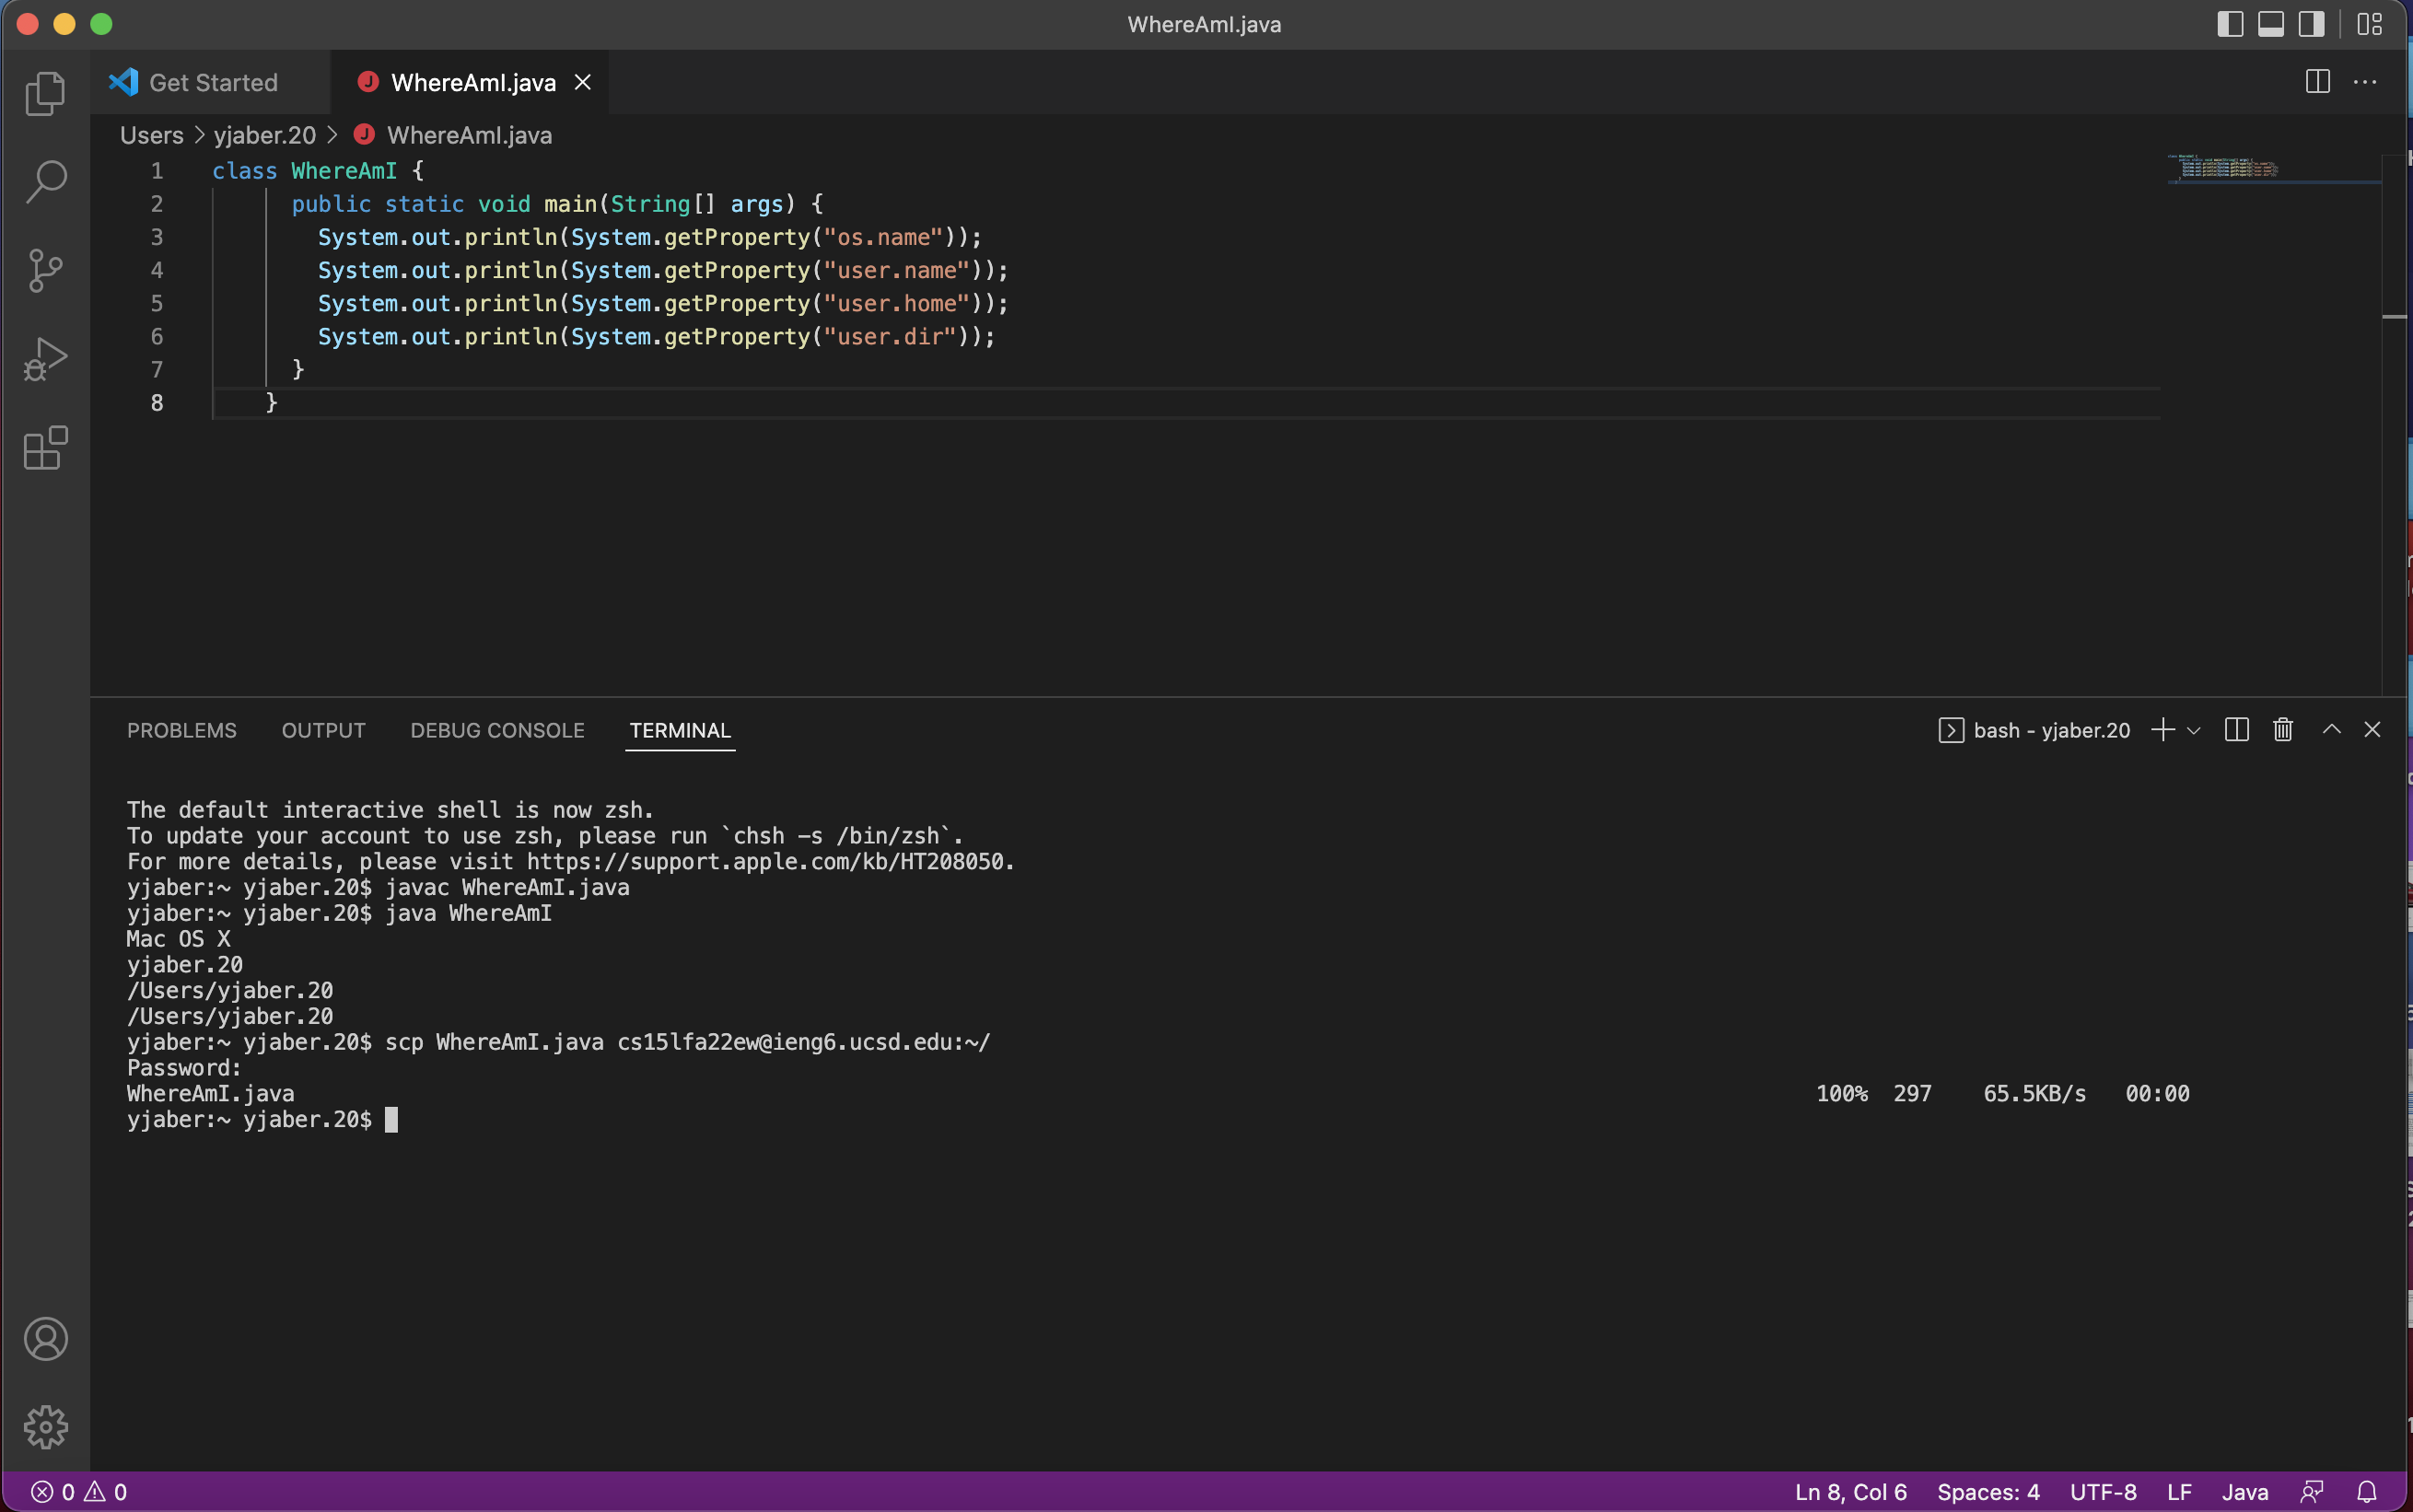 WhereAmI.java
Get Started
WhereAmI.java
Users > yjaber.20 > WhereAmI.java
1 class WhereAmI {
2 public static void main(String[] args) {
3 System.out.println(System.getProperty("os.name"));
4 System.out.println(System.getProperty("user.name"));
5 System.out.println(System.getProperty("user.home"));
6 System.out.println(System.getProperty("user.dir"));
7 }
8 }
PROBLEMS OUTPUT DEBUG CONSOLE TERMINAL bash - yjaber.20
The default interactive shell is now zsh.
To update your account to use zsh, please run `chsh -s /bin/zsh`.
For more details, please visit https://support.apple.com/kb/HT208050.
yjaber:~ yjaber.20$ javac WhereAmI.java
yjaber:~ yjaber.20$ java WhereAmI
Mac OS X
yjaber.20
/Users/yjaber.20
/Users/yjaber.20
yjaber:~ yjaber.20$ scp WhereAmI.java cs15lfa22ew@ieng6.ucsd.edu:~/
Password:
WhereAmI.java 100% 297 65.5KB/s 00:00
yjaber:~ yjaber.20$
0 0 Ln 8, Col 6 Spaces: 4 UTF-8 LF Java